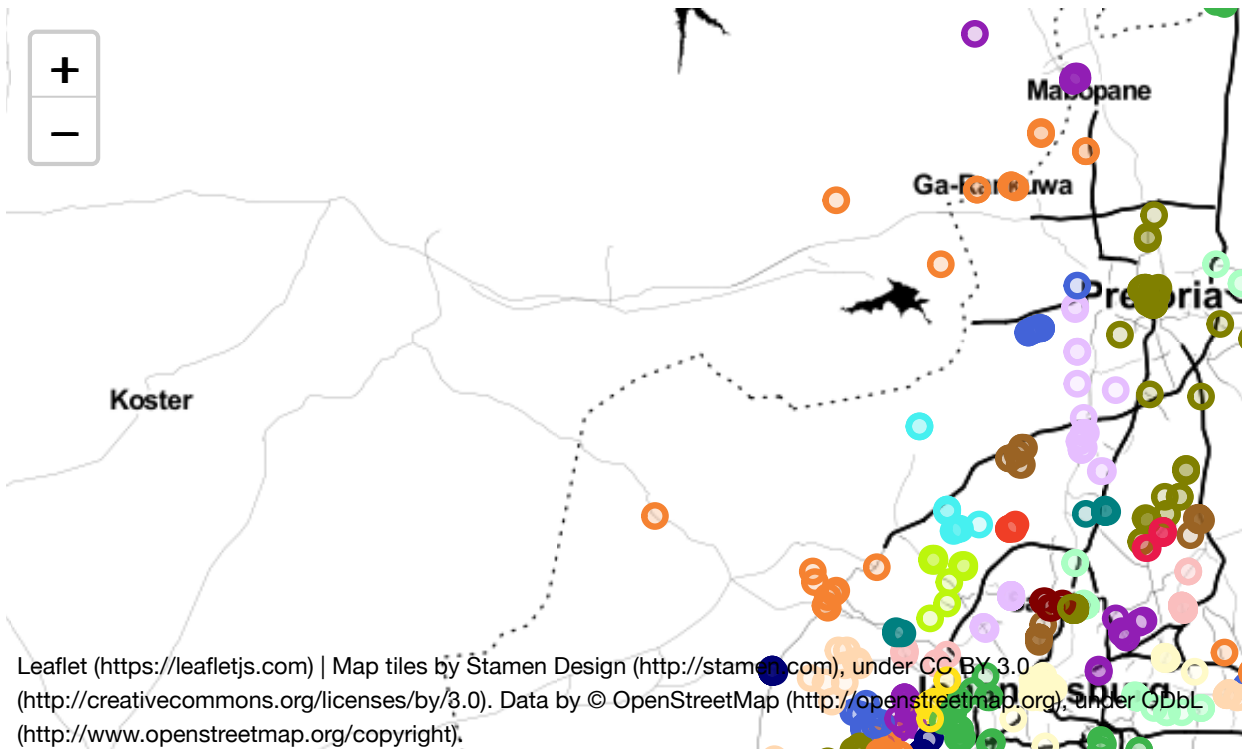 +
−
Mabopane
Ga-Rankuwa
Pretoria
Koster
Leaflet (https://leafletjs.com) | Map tiles by Stamen Design (http://stamen.com), under CC BY 3.0
(http://creativecommons.org/licenses/by/3.0). Data by © OpenStreetMap (http://openstreetmap.org), under ODbL
(http://www.openstreetmap.org/copyright).